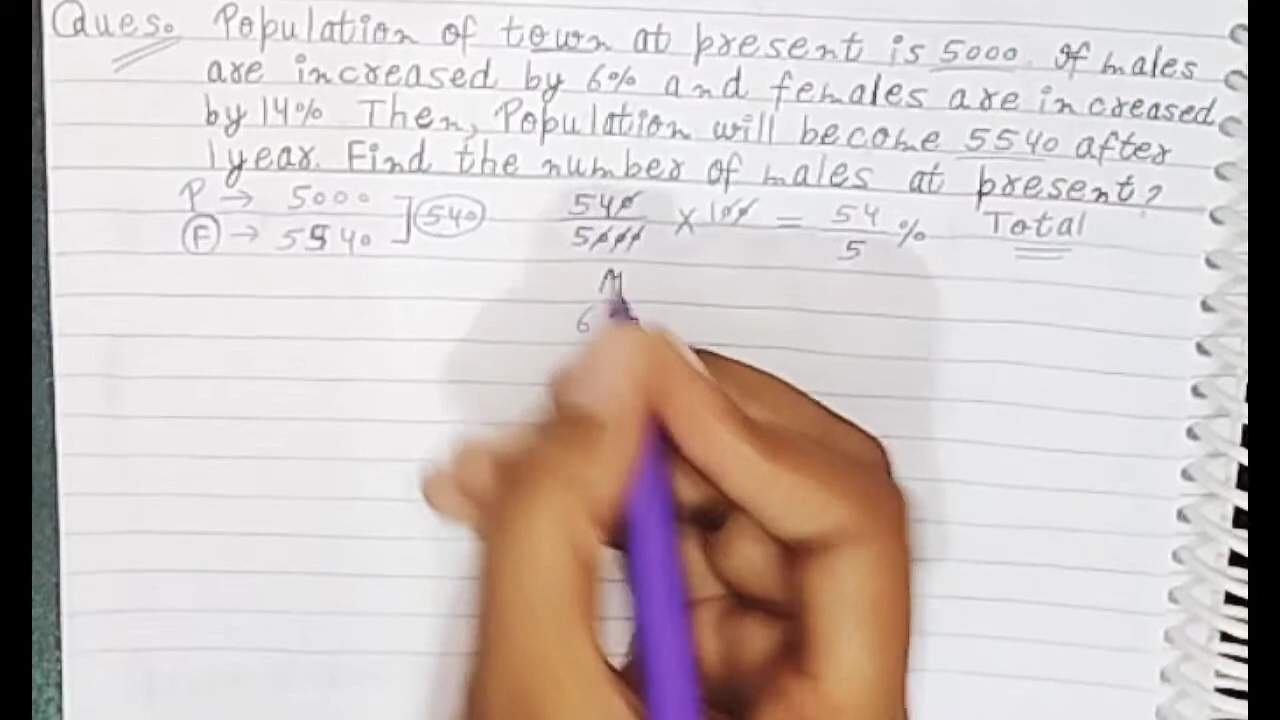 Ques. Population of town at present is 5000. If males
are increased by 6% and females are increased
by 14% Then, Population will become 5540 after
1 year. Find the number of males at present?
P → 5000
F → 5540
540
540/5000 × 100 = 54/5 % Total
M
6